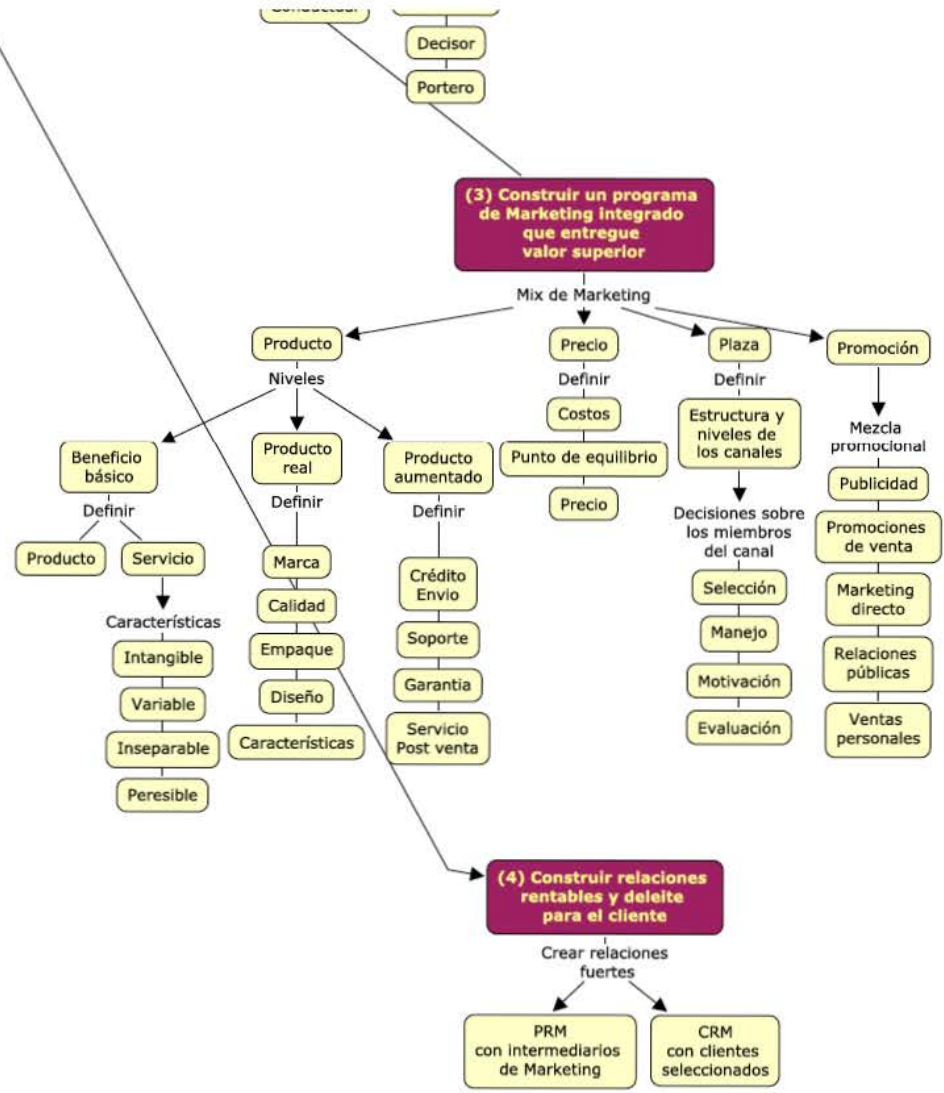 Decisor
Portero
(3) Construir un programa
de Marketing integrado
que entregue
valor superior
Mix de Marketing
Producto
Niveles
Beneficio
básico
Definir
Producto
Servicio
Características
Intangible
Variable
Inseparable
Peresible
Producto
real
Definir
Marca
Calidad
Empaque
Diseño
Características
Producto
aumentado
Definir
Crédito
Envio
Soporte
Garantia
Servicio
Post venta
Precio
Definir
Costos
Punto de equilibrio
Precio
Plaza
Definir
Estructura y
niveles de
los canales
Decisiones sobre
los miembros
del canal
Selección
Manejo
Motivación
Evaluación
Promoción
Mezcla
promocional
Publicidad
Promociones
de venta
Marketing
directo
Relaciones
públicas
Ventas
personales
(4) Construir relaciones
rentables y deleite
para el cliente
Crear relaciones
fuertes
PRM
con intermediarios
de Marketing
CRM
con clientes
seleccionados